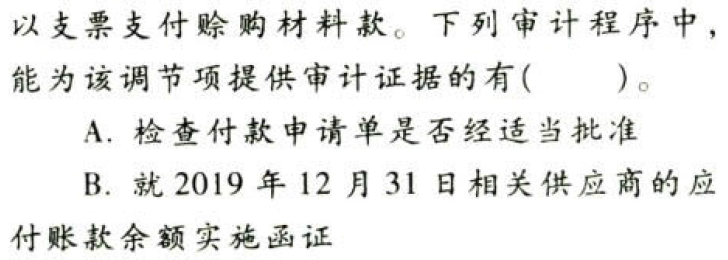 以支票支付赊购材料款。下列审计程序中，
能为该调节项提供审计证据的有(　　)。
A. 检查付款申请单是否经适当批准
B. 就 2019 年 12 月 31 日相关供应商的应
付账款余额实施函证